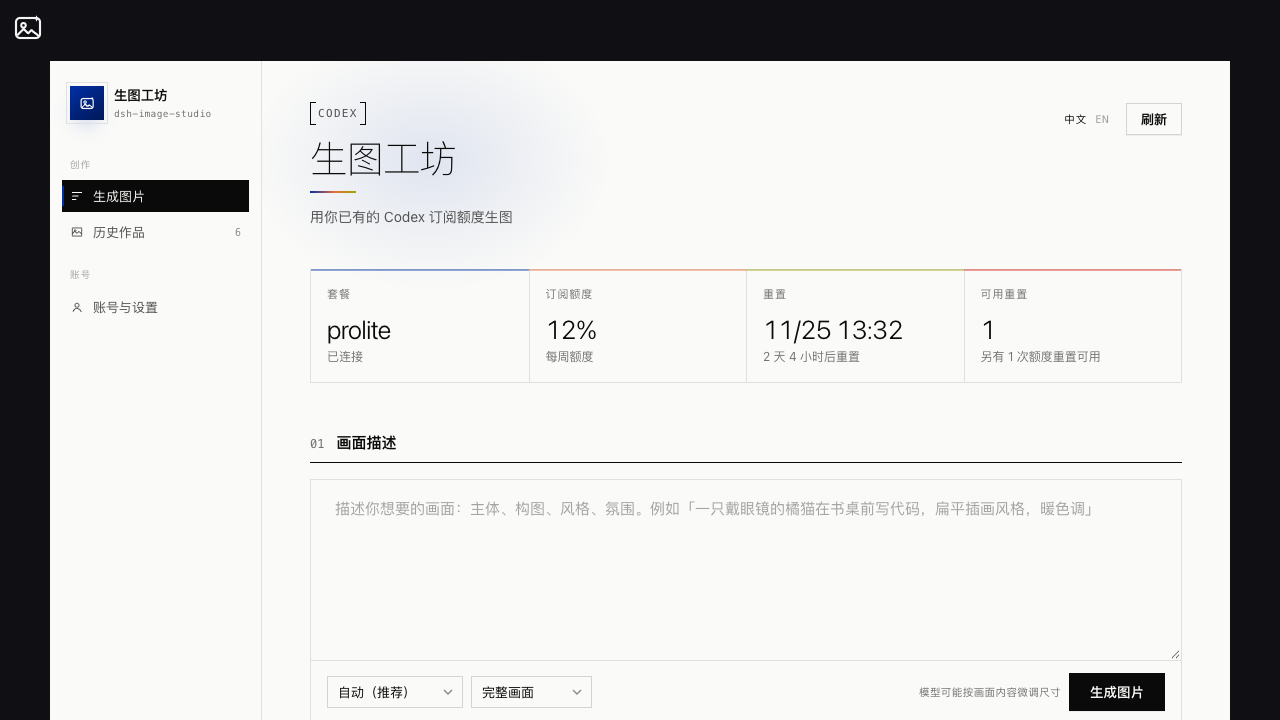 生图工坊
dsh-image-studio
创作
生成图片
历史作品 6
账号
账号与设置
CODEX
中文 EN 刷新
生图工坊
用你已有的 Codex 订阅额度生图
套餐
prolite
已连接
订阅额度
12%
每周额度
重置
11/25 13:32
2 天 4 小时后重置
可用重置
1
另有 1 次额度重置可用
01 画面描述
描述你想要的画面：主体、构图、风格、氛围。例如「一只戴眼镜的橘猫在书桌前写代码，扁平插画风格，暖色调」
自动（推荐） 完整画面 模型可能按画面内容微调尺寸 生成图片